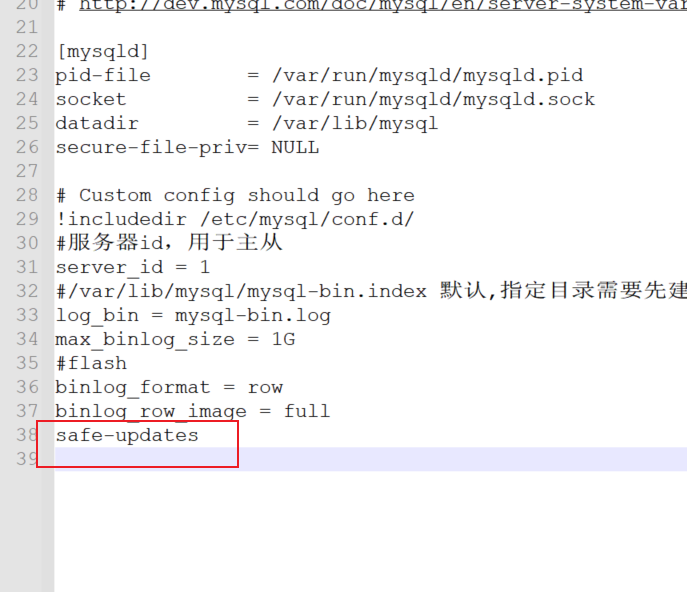 20 # http://dev.mysql.com/doc/mysql/en/server-system-var
21
22 [mysqld]
23 pid-file        = /var/run/mysqld/mysqld.pid
24 socket          = /var/run/mysqld/mysqld.sock
25 datadir         = /var/lib/mysql
26 secure-file-priv= NULL
27
28 # Custom config should go here
29 !includedir /etc/mysql/conf.d/
30 #服务器id，用于主从
31 server_id = 1
32 #/var/lib/mysql/mysql-bin.index 默认,指定目录需要先建
33 log_bin = mysql-bin.log
34 max_binlog_size = 1G
35 #flash
36 binlog_format = row
37 binlog_row_image = full
38 safe-updates
39